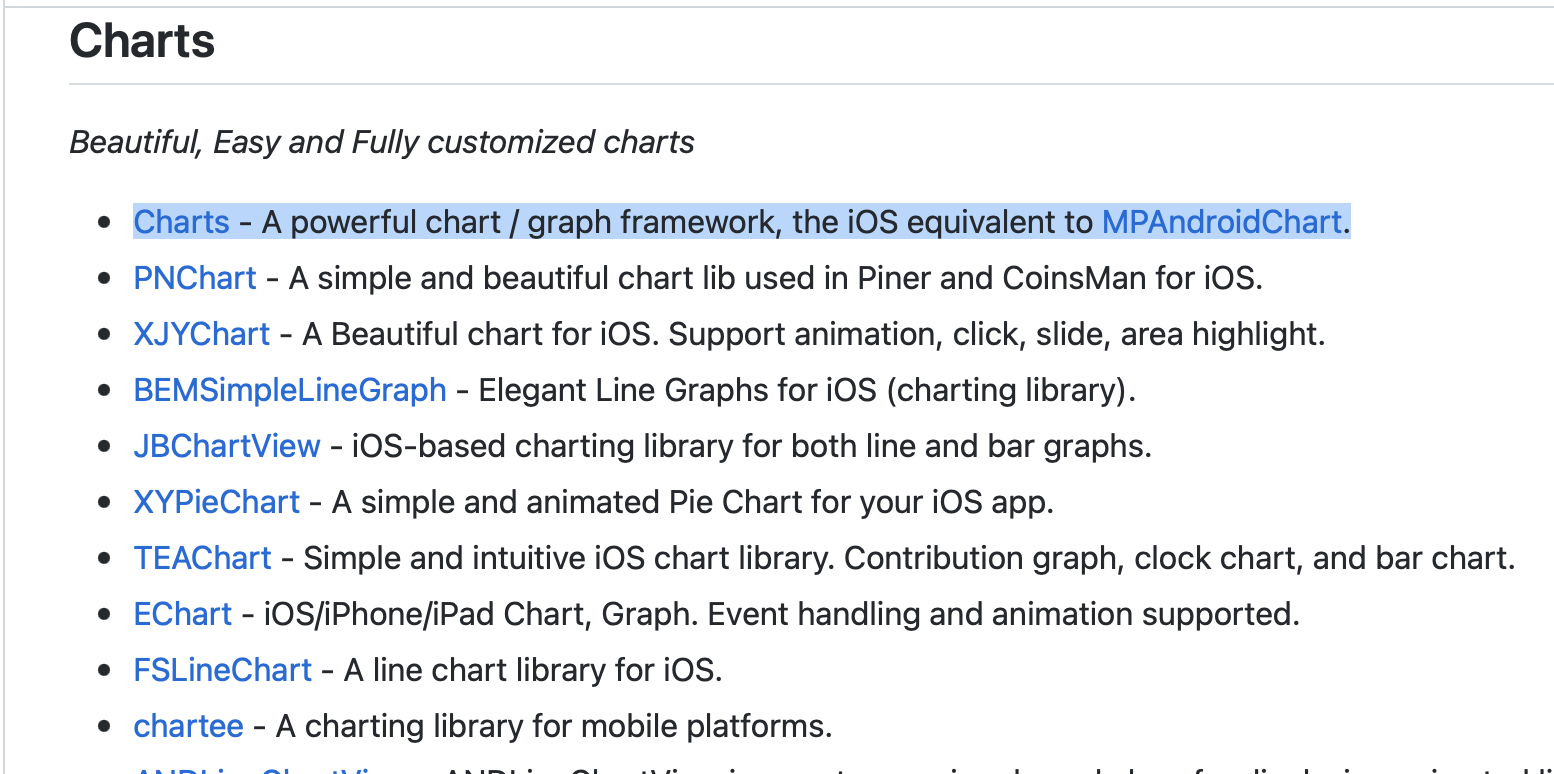 Charts
Beautiful, Easy and Fully customized charts
Charts - A powerful chart / graph framework, the iOS equivalent to MPAndroidChart.
PNChart - A simple and beautiful chart lib used in Piner and CoinsMan for iOS.
XJYChart - A Beautiful chart for iOS. Support animation, click, slide, area highlight.
BEMSimpleLineGraph - Elegant Line Graphs for iOS (charting library).
JBChartView - iOS-based charting library for both line and bar graphs.
XYPieChart - A simple and animated Pie Chart for your iOS app.
TEAChart - Simple and intuitive iOS chart library. Contribution graph, clock chart, and bar chart.
EChart - iOS/iPhone/iPad Chart, Graph. Event handling and animation supported.
FSLineChart - A line chart library for iOS.
chartee - A charting library for mobile platforms.